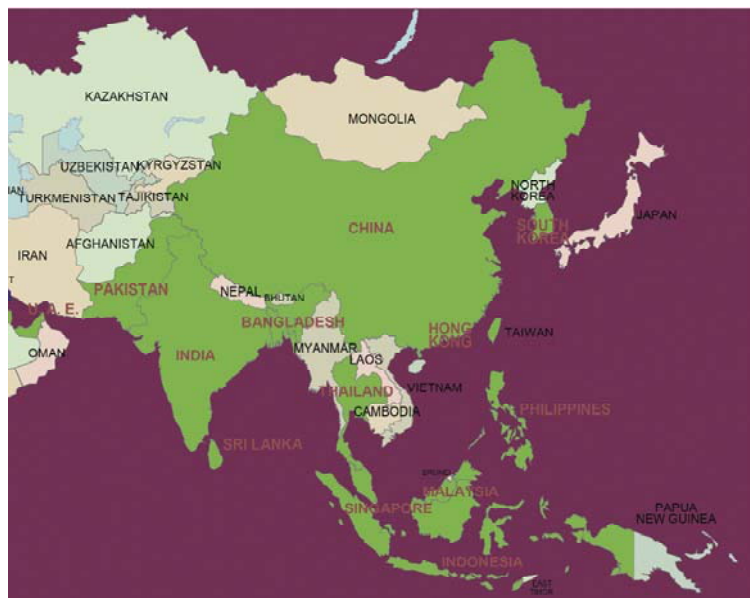 KAZAKHSTAN
MONGOLIA
UZBEKISTAN
KYRGYZSTAN
TURKMENISTAN
TAJIKISTAN
NORTH
KOREA
JAPAN
SOUTH
KOREA
CHINA
AFGHANISTAN
IRAN
PAKISTAN
NEPAL
BHUTAN
U. A. E.
BANGLADESH
HONG
KONG
TAIWAN
OMAN
INDIA
MYANMAR
LAOS
THAILAND
VIETNAM
CAMBODIA
PHILIPPINES
SRI LANKA
BRUNEI
MALAYSIA
SINGAPORE
PAPUA
NEW GUINEA
INDONESIA
EAST
TIMOR